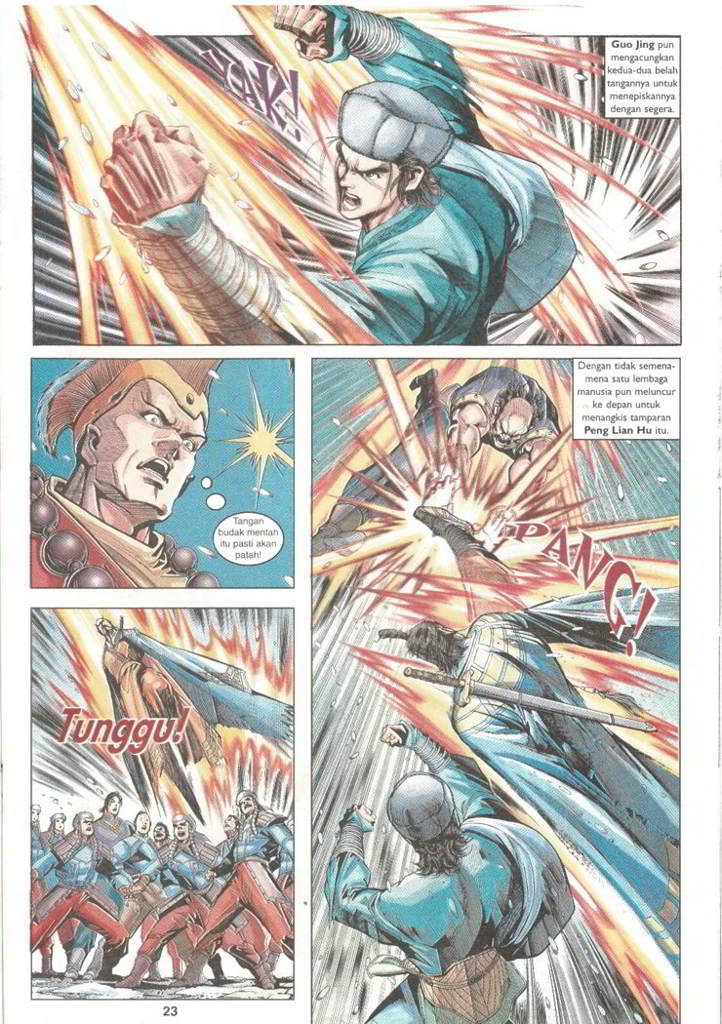 YEAK!
Guo Jing pun
mengacungkan
kedua-dua belah
tangannya untuk
menepiskannya
dengan segera.
Tangan
budak mentah
itu pasti akan
patah!
Dengan tidak semena-
mena satu lembaga
manusia pun meluncur
ke depan untuk
menangkis tamparan
Peng Lian Hu itu.
PANG!
Tunggu!
23